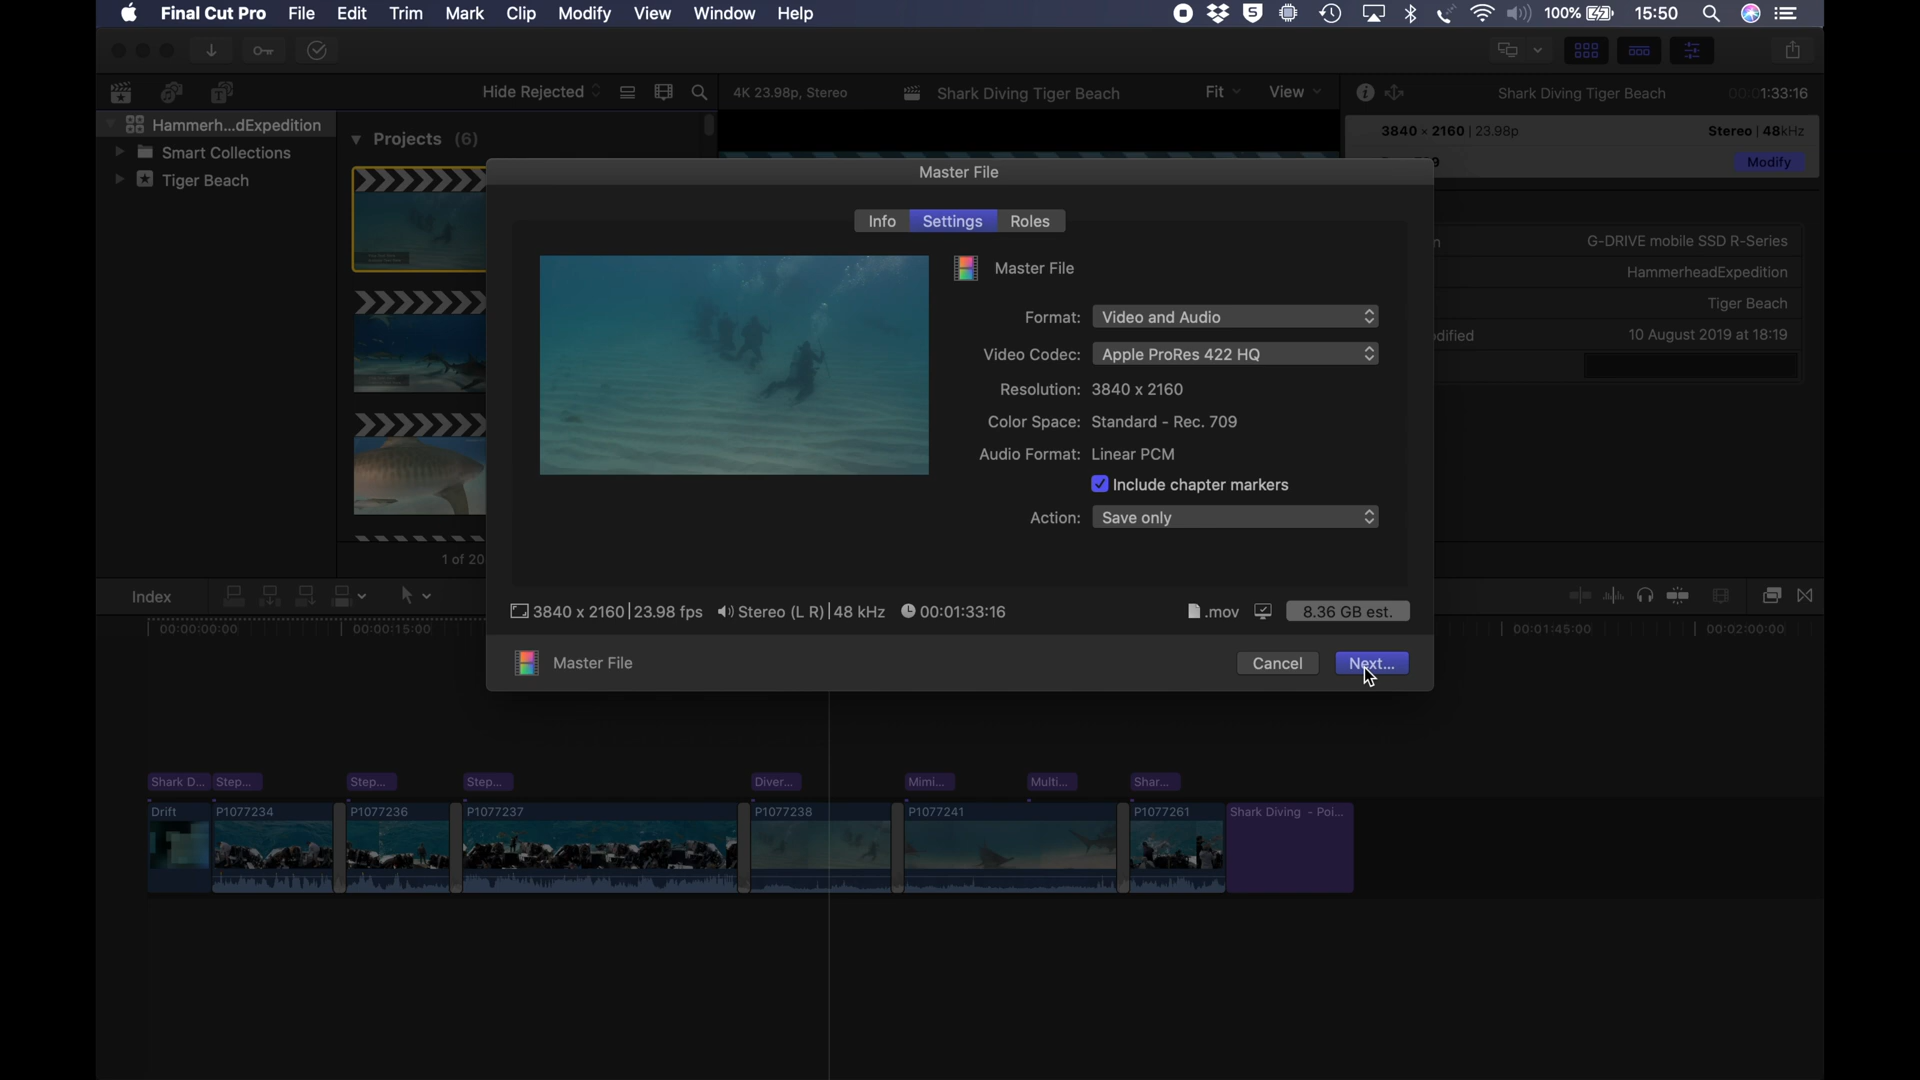 Final Cut Pro File Edit Trim Mark Clip Modify View Window Help 100% 15:50
Hide Rejected 4K 23.98p, Stereo Shark Diving Tiger Beach Fit View Shark Diving Tiger Beach 00:01:33:16
Hammerh...dExpedition
Smart Collections
Tiger Beach
Projects (6)
1 of 20
3840 × 2160 | 23.98p Stereo | 48kHz
Modify
G-DRIVE mobile SSD R-Series
HammerheadExpedition
Tiger Beach
10 August 2019 at 18:19
Master File
Info Settings Roles
Master File
Format: Video and Audio
Video Codec: Apple ProRes 422 HQ
Resolution: 3840 x 2160
Color Space: Standard - Rec. 709
Audio Format: Linear PCM
Include chapter markers
Action: Save only
3840 x 2160 | 23.98 fps Stereo (L R) | 48 kHz 00:01:33:16 .mov 8.36 GB est.
Master File Cancel Next...
Index
00:00:00:00 00:00:15:00 00:01:45:00 00:02:00:00
Shark D... Step... Step... Step... Diver... Mimi... Multi... Shar...
Drift P1077234 P1077236 P1077237 P1077238 P1077241 P1077261 Shark Diving - Poi...